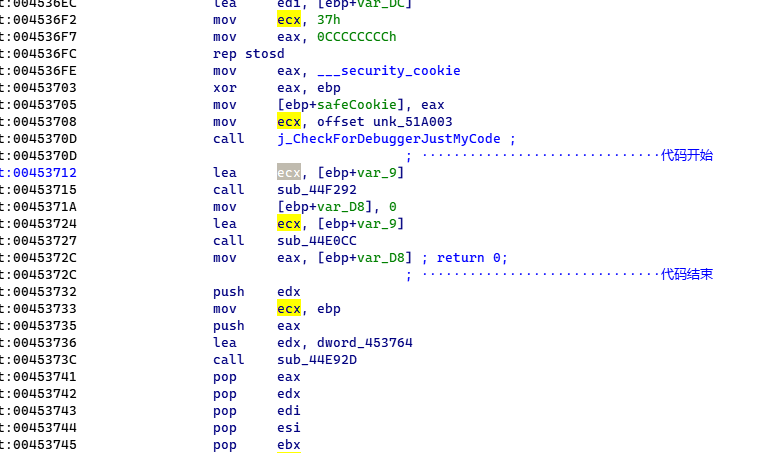 t:004536EC lea edi, [ebp+var_DC]
t:004536F2 mov ecx, 37h
t:004536F7 mov eax, 0CCCCCCCCh
t:004536FC rep stosd
t:004536FE mov eax, ___security_cookie
t:00453703 xor eax, ebp
t:00453705 mov [ebp+safeCookie], eax
t:00453708 mov ecx, offset unk_51A003
t:0045370D call j_CheckForDebuggerJustMyCode ;
t:0045370D ; ······························代码开始
t:00453712 lea ecx, [ebp+var_9]
t:00453715 call sub_44F292
t:0045371A mov [ebp+var_D8], 0
t:00453724 lea ecx, [ebp+var_9]
t:00453727 call sub_44E0CC
t:0045372C mov eax, [ebp+var_D8] ; return 0;
t:0045372C ; ······························代码结束
t:00453732 push edx
t:00453733 mov ecx, ebp
t:00453735 push eax
t:00453736 lea edx, dword_453764
t:0045373C call sub_44E92D
t:00453741 pop eax
t:00453742 pop edx
t:00453743 pop edi
t:00453744 pop esi
t:00453745 pop ebx